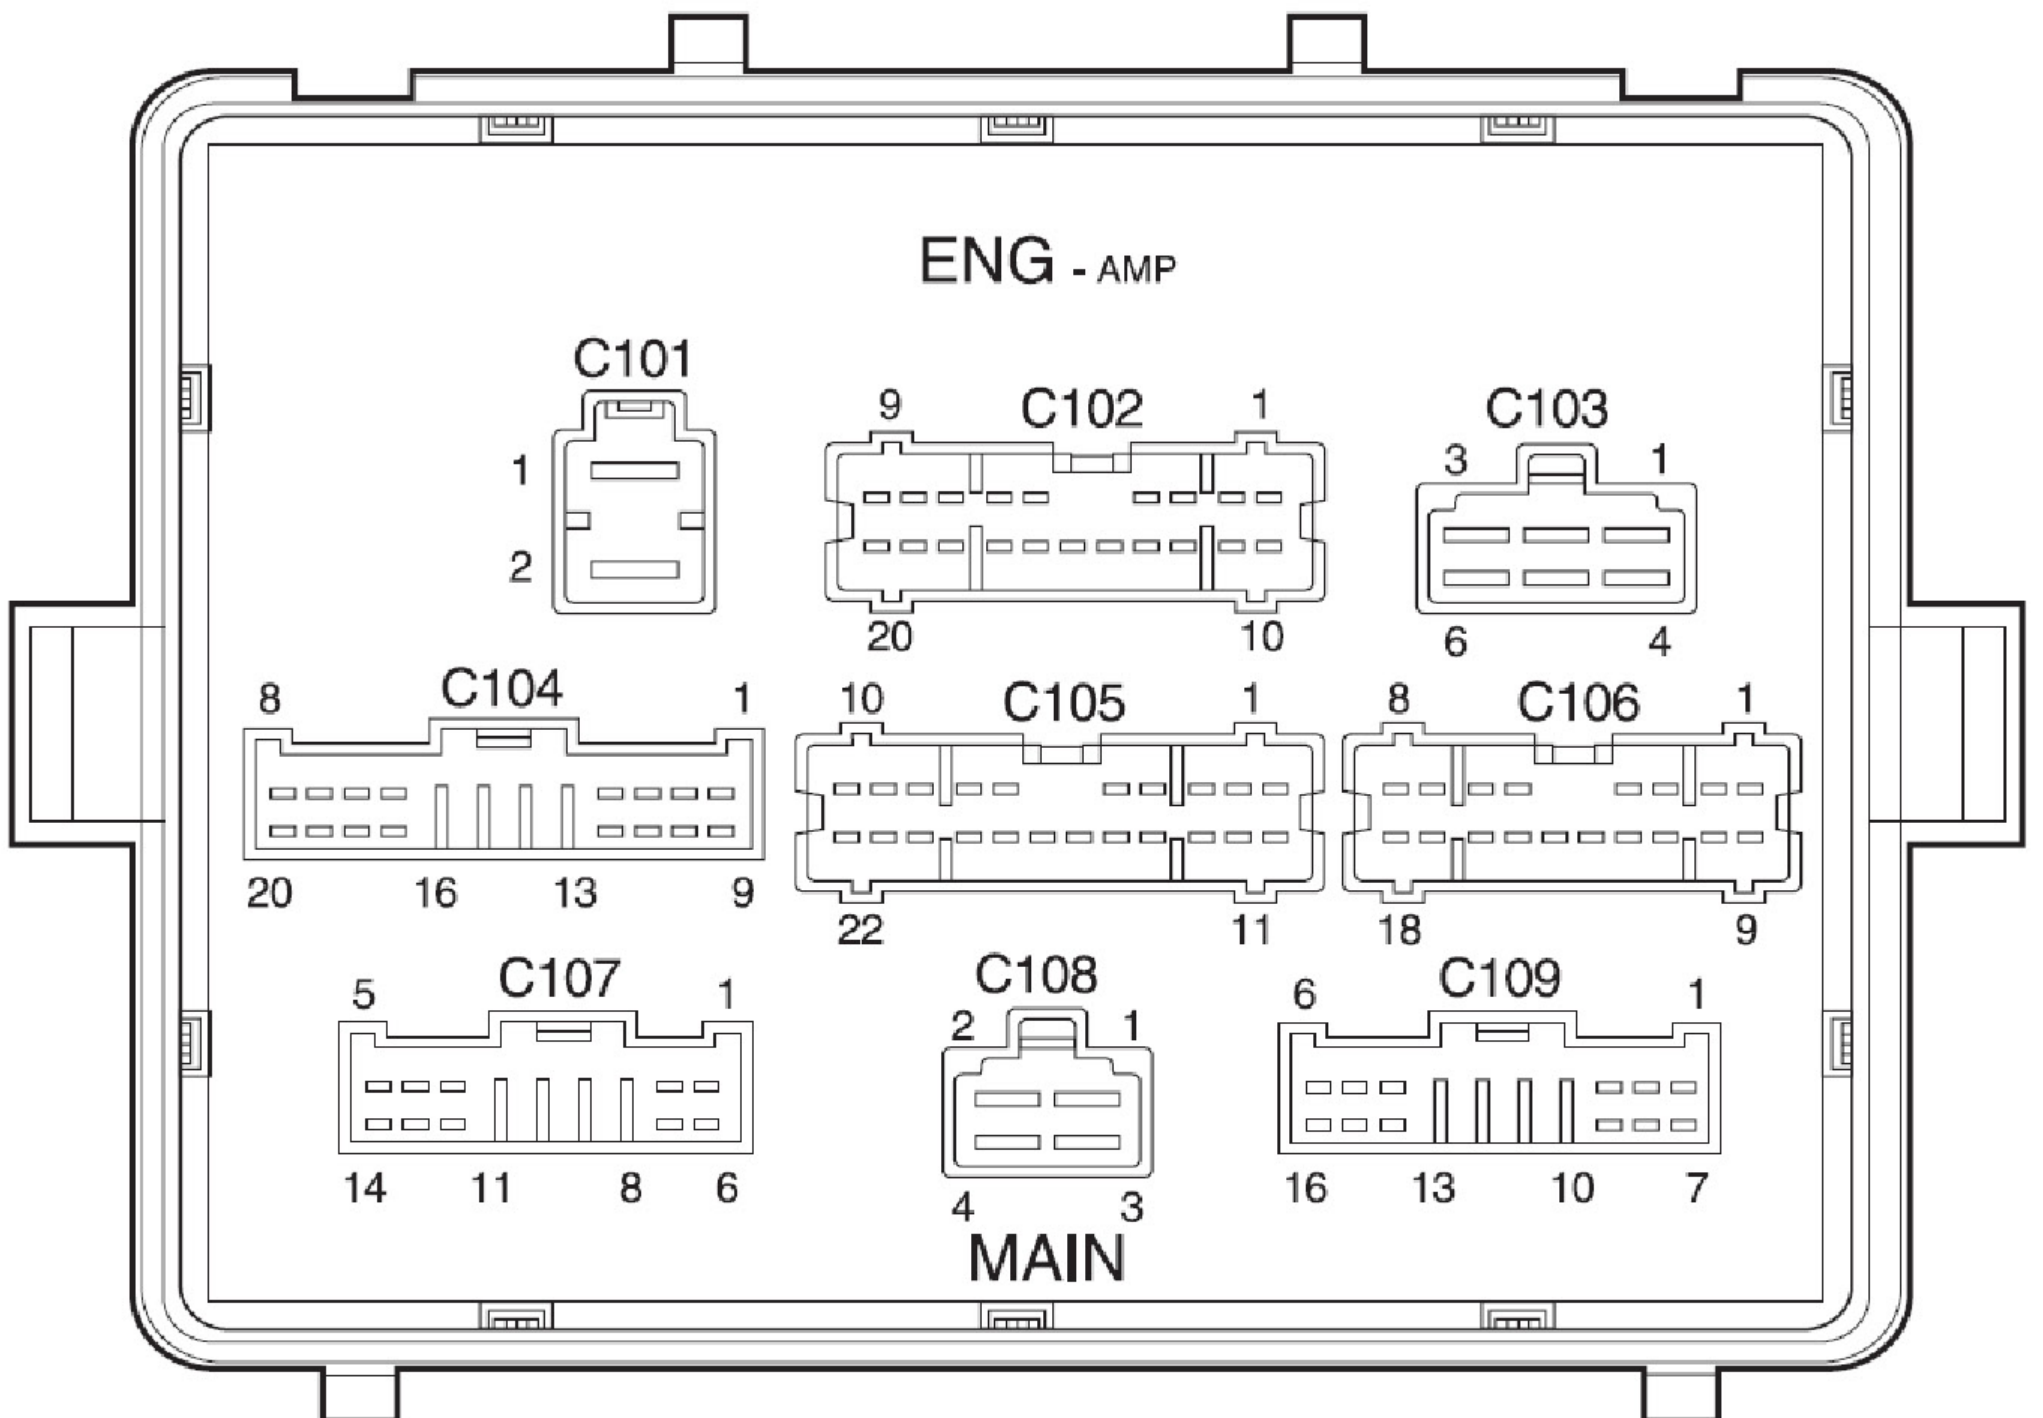 ENG - AMP
C101
9 C102 1
C103
3 1
1
2
20 10
6 4
8 C104 1
10 C105 1
8 C106 1
20 16 13 9
22 11
18 9
5 C107 1
C108
2 1
6 C109 1
14 11 8 6
4 3
16 13 10 7
MAIN